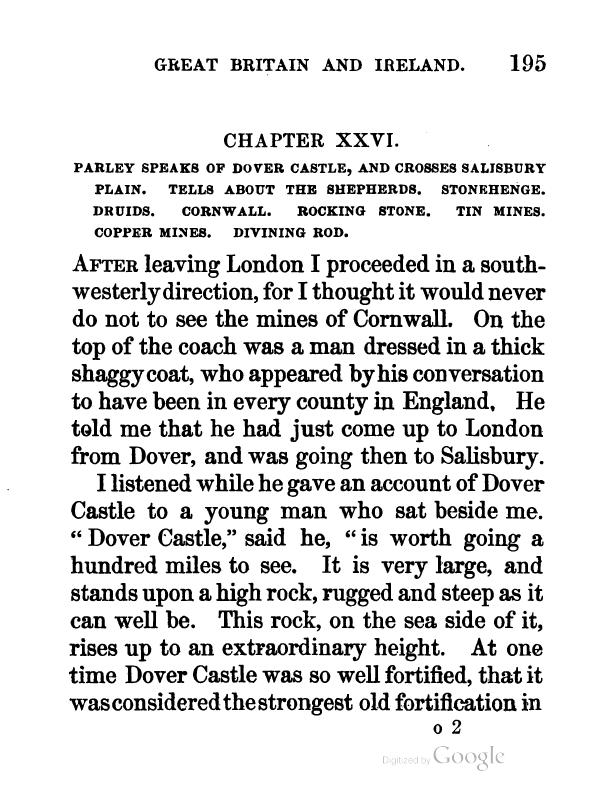 GREAT BRITAIN AND IRELAND. 195
CHAPTER XXVI.
PARLEY SPEAKS OF DOVER CASTLE, AND CROSSES SALISBURY
PLAIN. TELLS ABOUT THE SHEPHERDS. STONEHENGE.
DRUIDS. CORNWALL. ROCKING STONE. TIN MINES.
COPPER MINES. DIVINING ROD.
AFTER leaving London I proceeded in a south-
westerly direction, for I thought it would never
do not to see the mines of Cornwall. On the
top of the coach was a man dressed in a thick
shaggy coat, who appeared by his conversation
to have been in every county in England. He
told me that he had just come up to London
from Dover, and was going then to Salisbury.
I listened while he gave an account of Dover
Castle to a young man who sat beside me.
"Dover Castle," said he, "is worth going a
hundred miles to see. It is very large, and
stands upon a high rock, rugged and steep as it
can well be. This rock, on the sea side of it,
rises up to an extraordinary height. At one
time Dover Castle was so well fortified, that it
was considered the strongest old fortification in
o 2
Digitized by Google